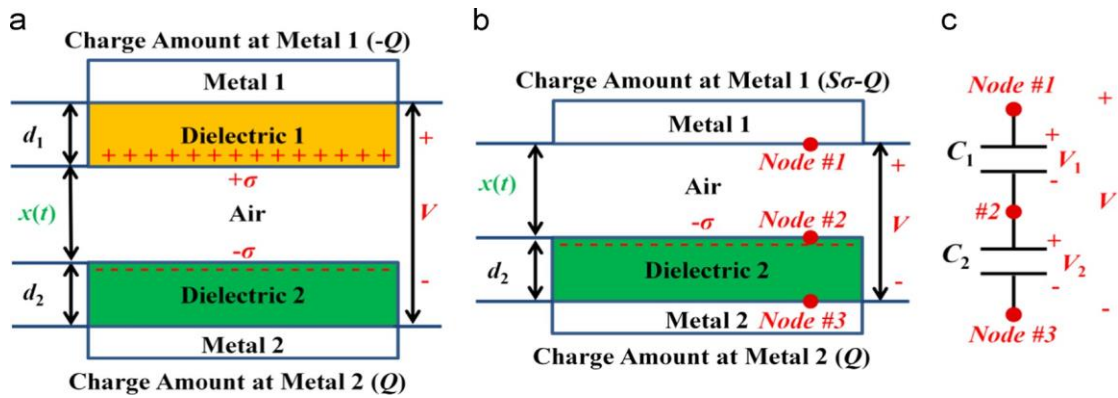 a
Charge Amount at Metal 1 (-Q)
Metal 1
d₁
Dielectric 1
+
+ + + + + + + + + + + + + +
+σ
x(t)
Air
V
-σ
- - - - - - - - - - - - - - - -
d₂
Dielectric 2
-
Metal 2
Charge Amount at Metal 2 (Q)
b
Charge Amount at Metal 1 (Sσ-Q)
Metal 1
Node #1
+
x(t)
Air
V
-σ
Node #2
- - - - - - - - - - - - - - - -
d₂
Dielectric 2
-
Metal 2 Node #3
Charge Amount at Metal 2 (Q)
c
Node #1
+
+
C₁
V₁
-
#2
V
+
C₂
V₂
-
-
Node #3